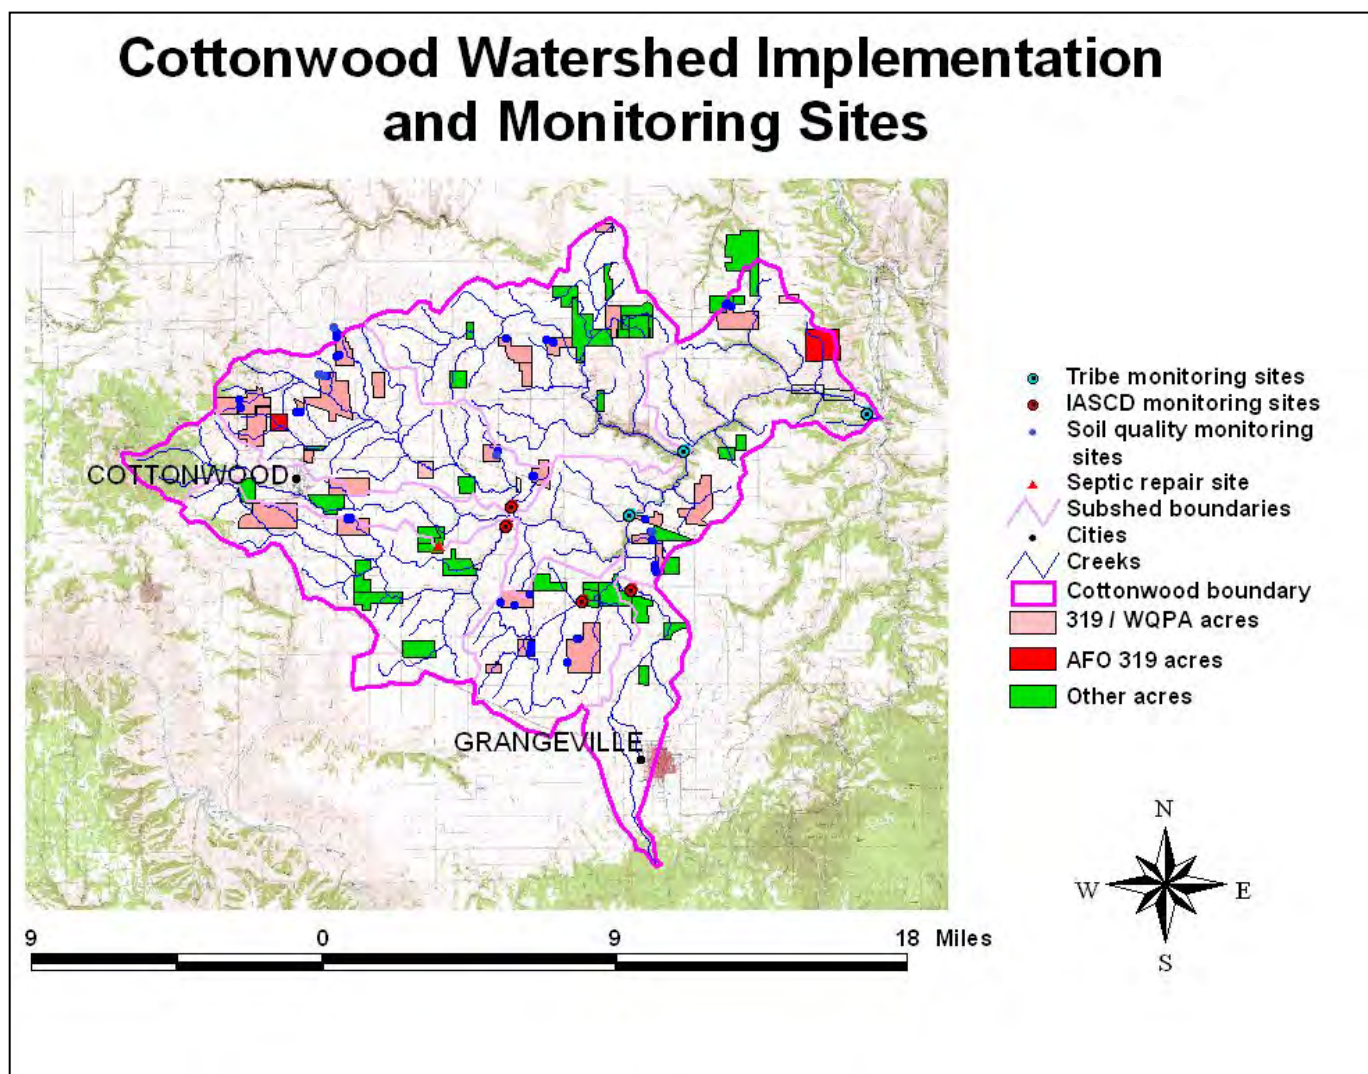 Cottonwood Watershed Implementation
and Monitoring Sites
COTTONWOOD
GRANGEVILLE
Tribe monitoring sites
IASCD monitoring sites
Soil quality monitoring
sites
Septic repair site
Subshed boundaries
Cities
Creeks
Cottonwood boundary
319 / WQPA acres
AFO 319 acres
Other acres
N
W E
S
9 0 9 18 Miles